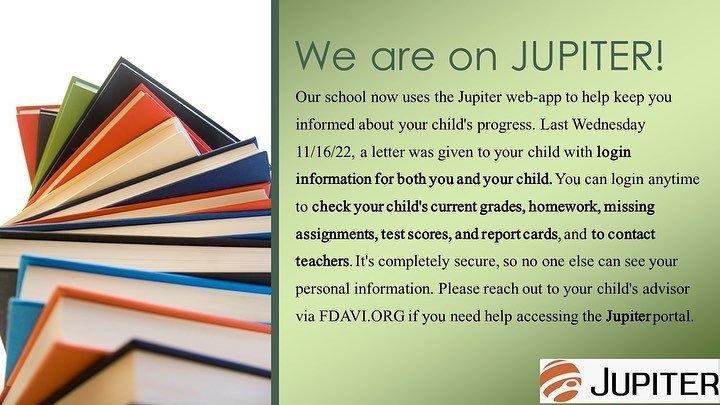 We are on JUPITER!
Our school now uses the Jupiter web-app to help keep you
informed about your child's progress. Last Wednesday
11/16/22, a letter was given to your child with login
information for both you and your child. You can login anytime
to check your child's current grades, homework, missing
assignments, test scores, and report cards, and to contact
teachers. It's completely secure, so no one else can see your
personal information. Please reach out to your child's advisor
via FDAVI.ORG if you need help accessing the Jupiter portal.
JUPITER